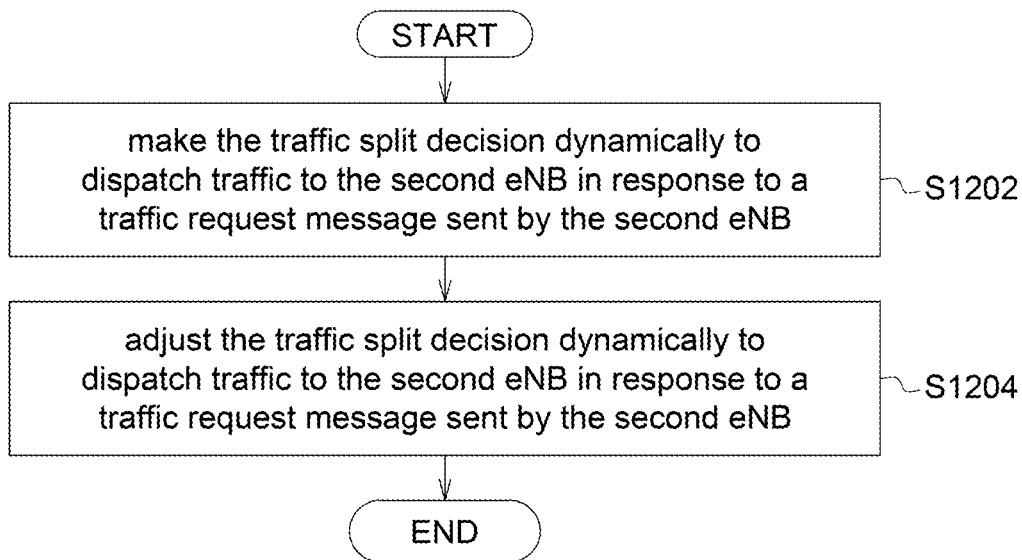 START
make the traffic split decision dynamically to
dispatch traffic to the second eNB in response to a
traffic request message sent by the second eNB
S1202
adjust the traffic split decision dynamically to
dispatch traffic to the second eNB in response to a
traffic request message sent by the second eNB
S1204
END